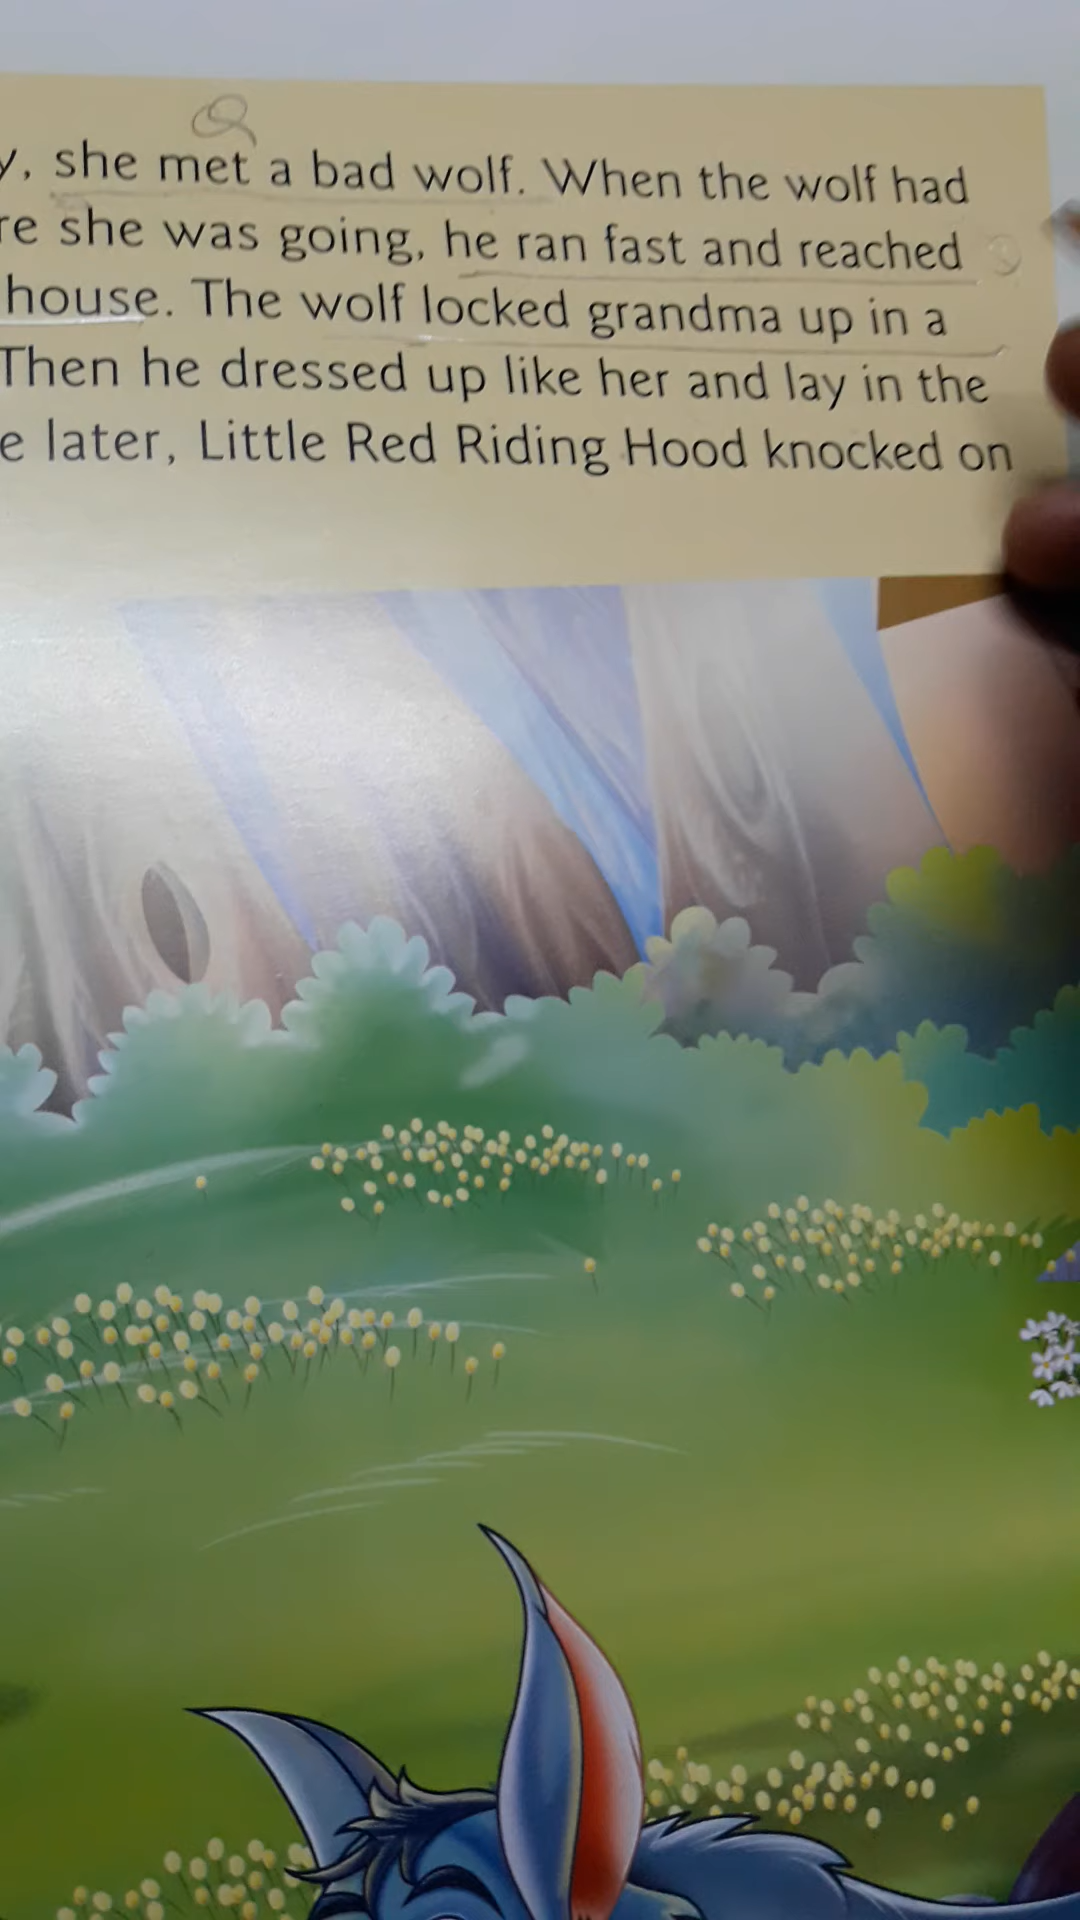 she met a bad wolf. When the wolf had
she was going, he ran fast and reached
house. The wolf locked grandma up in a
Then he dressed up like her and lay in the
later, Little Red Riding Hood knocked on